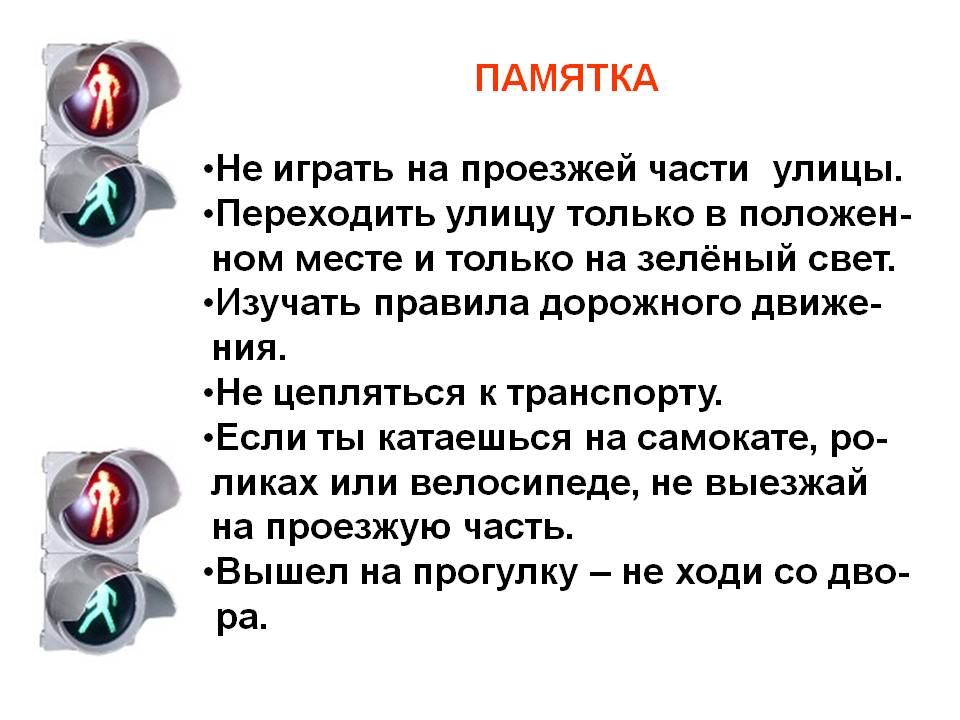 ПАМЯТКА
•Не играть на проезжей части  улицы.
•Переходить улицу только в положен-
ном месте и только на зелёный свет.
•Изучать правила дорожного движе-
ния.
•Не цепляться к транспорту.
•Если ты катаешься на самокате, ро-
ликах или велосипеде, не выезжай
на проезжую часть.
•Вышел на прогулку – не ходи со дво-
ра.